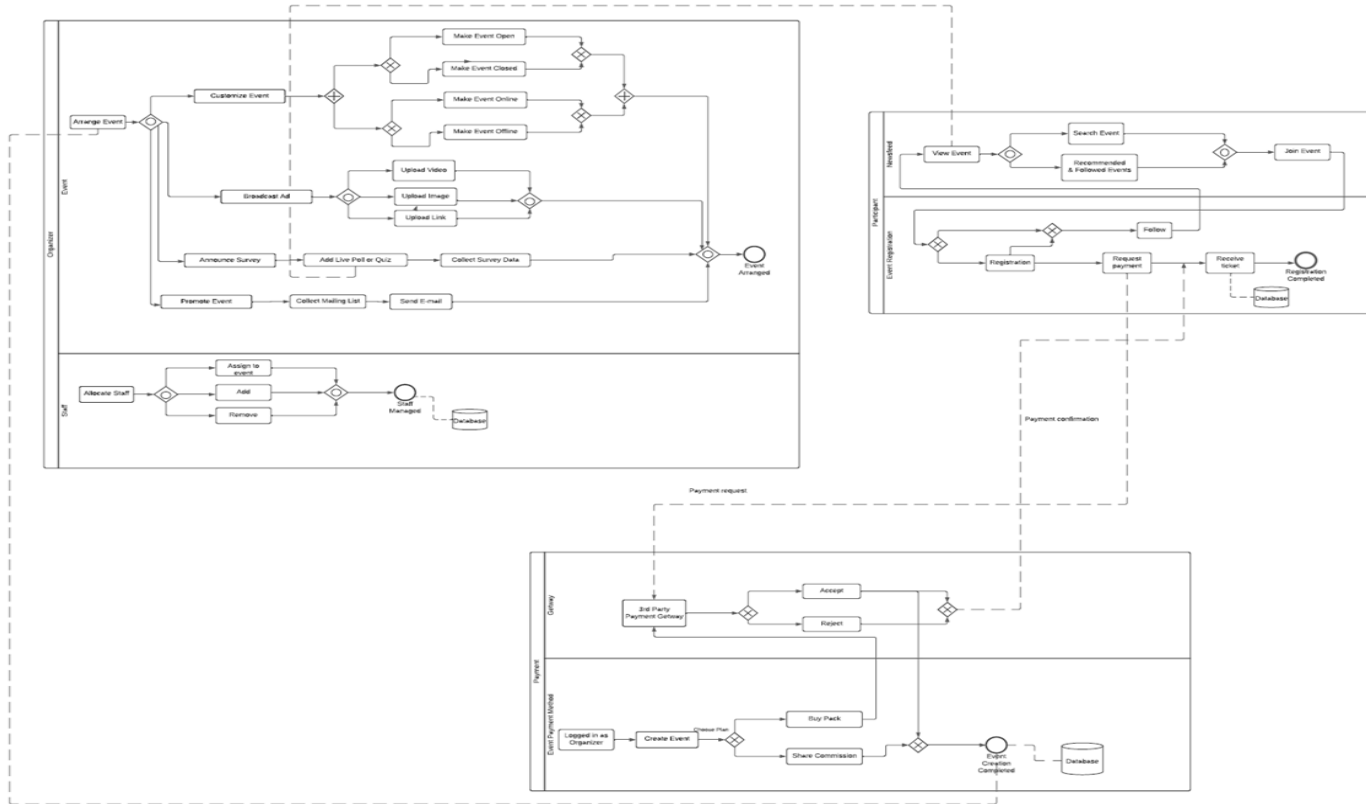 Organizer
Event
Arrange Event
Customize Event
Make Event Open
Make Event Closed
Make Event Online
Make Event Offline
Broadcast Ad
Upload Video
Upload Image
Upload Link
Announce Survey
Add Live Poll or Quiz
Collect Survey Data
Promote Event
Collect Mailing List
Send E-mail
Event
Arranged
Staff
Allocate Staff
Assign to
event
Add
Remove
Staff
Managed
Database
Participant
Newsfeed
View Event
Search Event
Recommended
& Followed Events
Join Event
Event Registration
Registration
Follow
Request
payment
Receive
ticket
Registration
Completed
Database
Payment confirmation
Payment request
Payment
Getway
3rd Party
Payment Getway
Accept
Reject
Event Payment Method
Logged in as
Organizer
Create Event
Choose Plan
Buy Pack
Share Commission
Event
Creation
Completed
Database